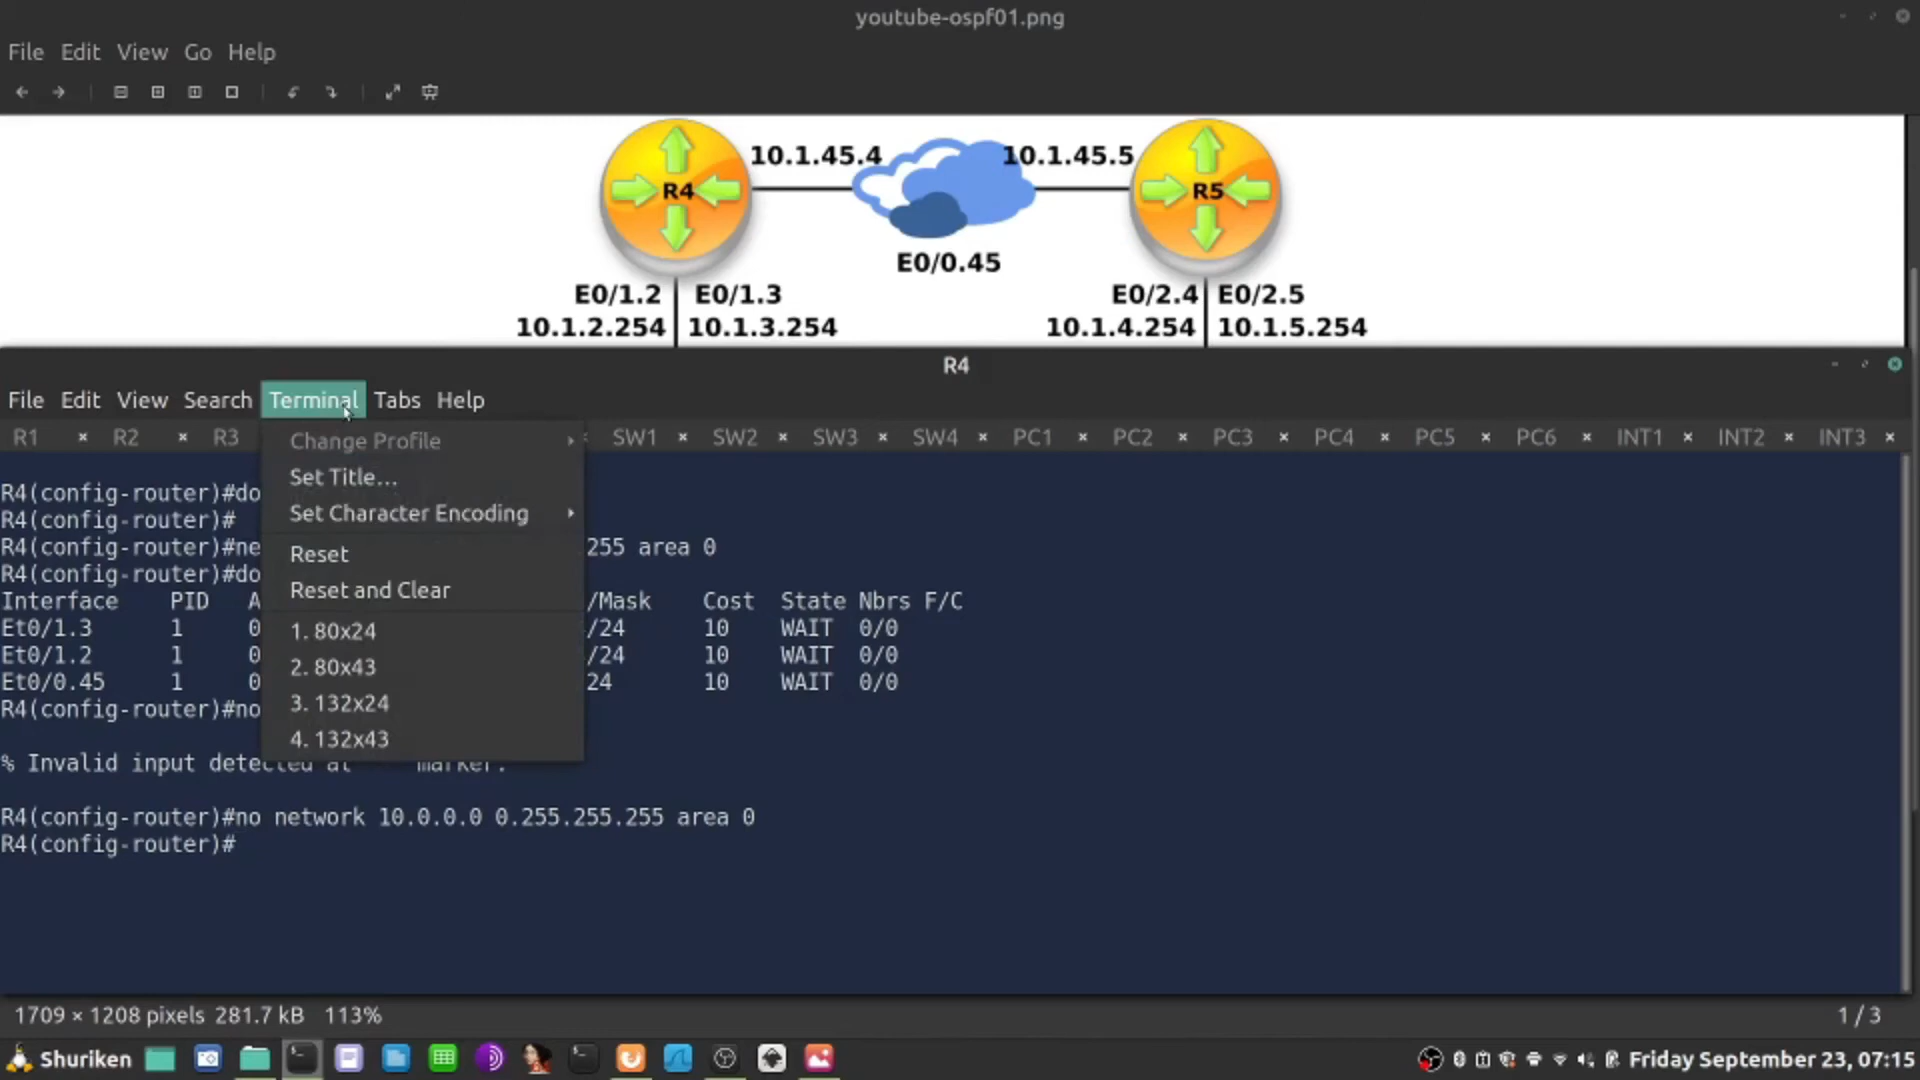 youtube-ospf01.png
File Edit View Go Help
10.1.45.4 10.1.45.5
R4 R5
E0/0.45
E0/1.2 E0/1.3 E0/2.4 E0/2.5
10.1.2.254 10.1.3.254 10.1.4.254 10.1.5.254
R4
File Edit View Search Terminal Tabs Help
R1 R2 R3 SW1 SW2 SW3 SW4 PC1 PC2 PC3 PC4 PC5 PC6 INT1 INT2 INT3
Change Profile
Set Title...
Set Character Encoding
Reset
Reset and Clear
1. 80x24
2. 80x43
3. 132x24
4. 132x43
R4(config-router)#do
R4(config-router)#
R4(config-router)#ne 255 area 0
R4(config-router)#do
Interface PID A /Mask Cost State Nbrs F/C
Et0/1.3 1 0 /24 10 WAIT 0/0
Et0/1.2 1 0 /24 10 WAIT 0/0
Et0/0.45 1 0 24 10 WAIT 0/0
R4(config-router)#no
% Invalid input detected at marker.
R4(config-router)#no network 10.0.0.0 0.255.255.255 area 0
R4(config-router)#
1709 × 1208 pixels 281.7 kB 113% 1 / 3
Shuriken Friday September 23, 07:15